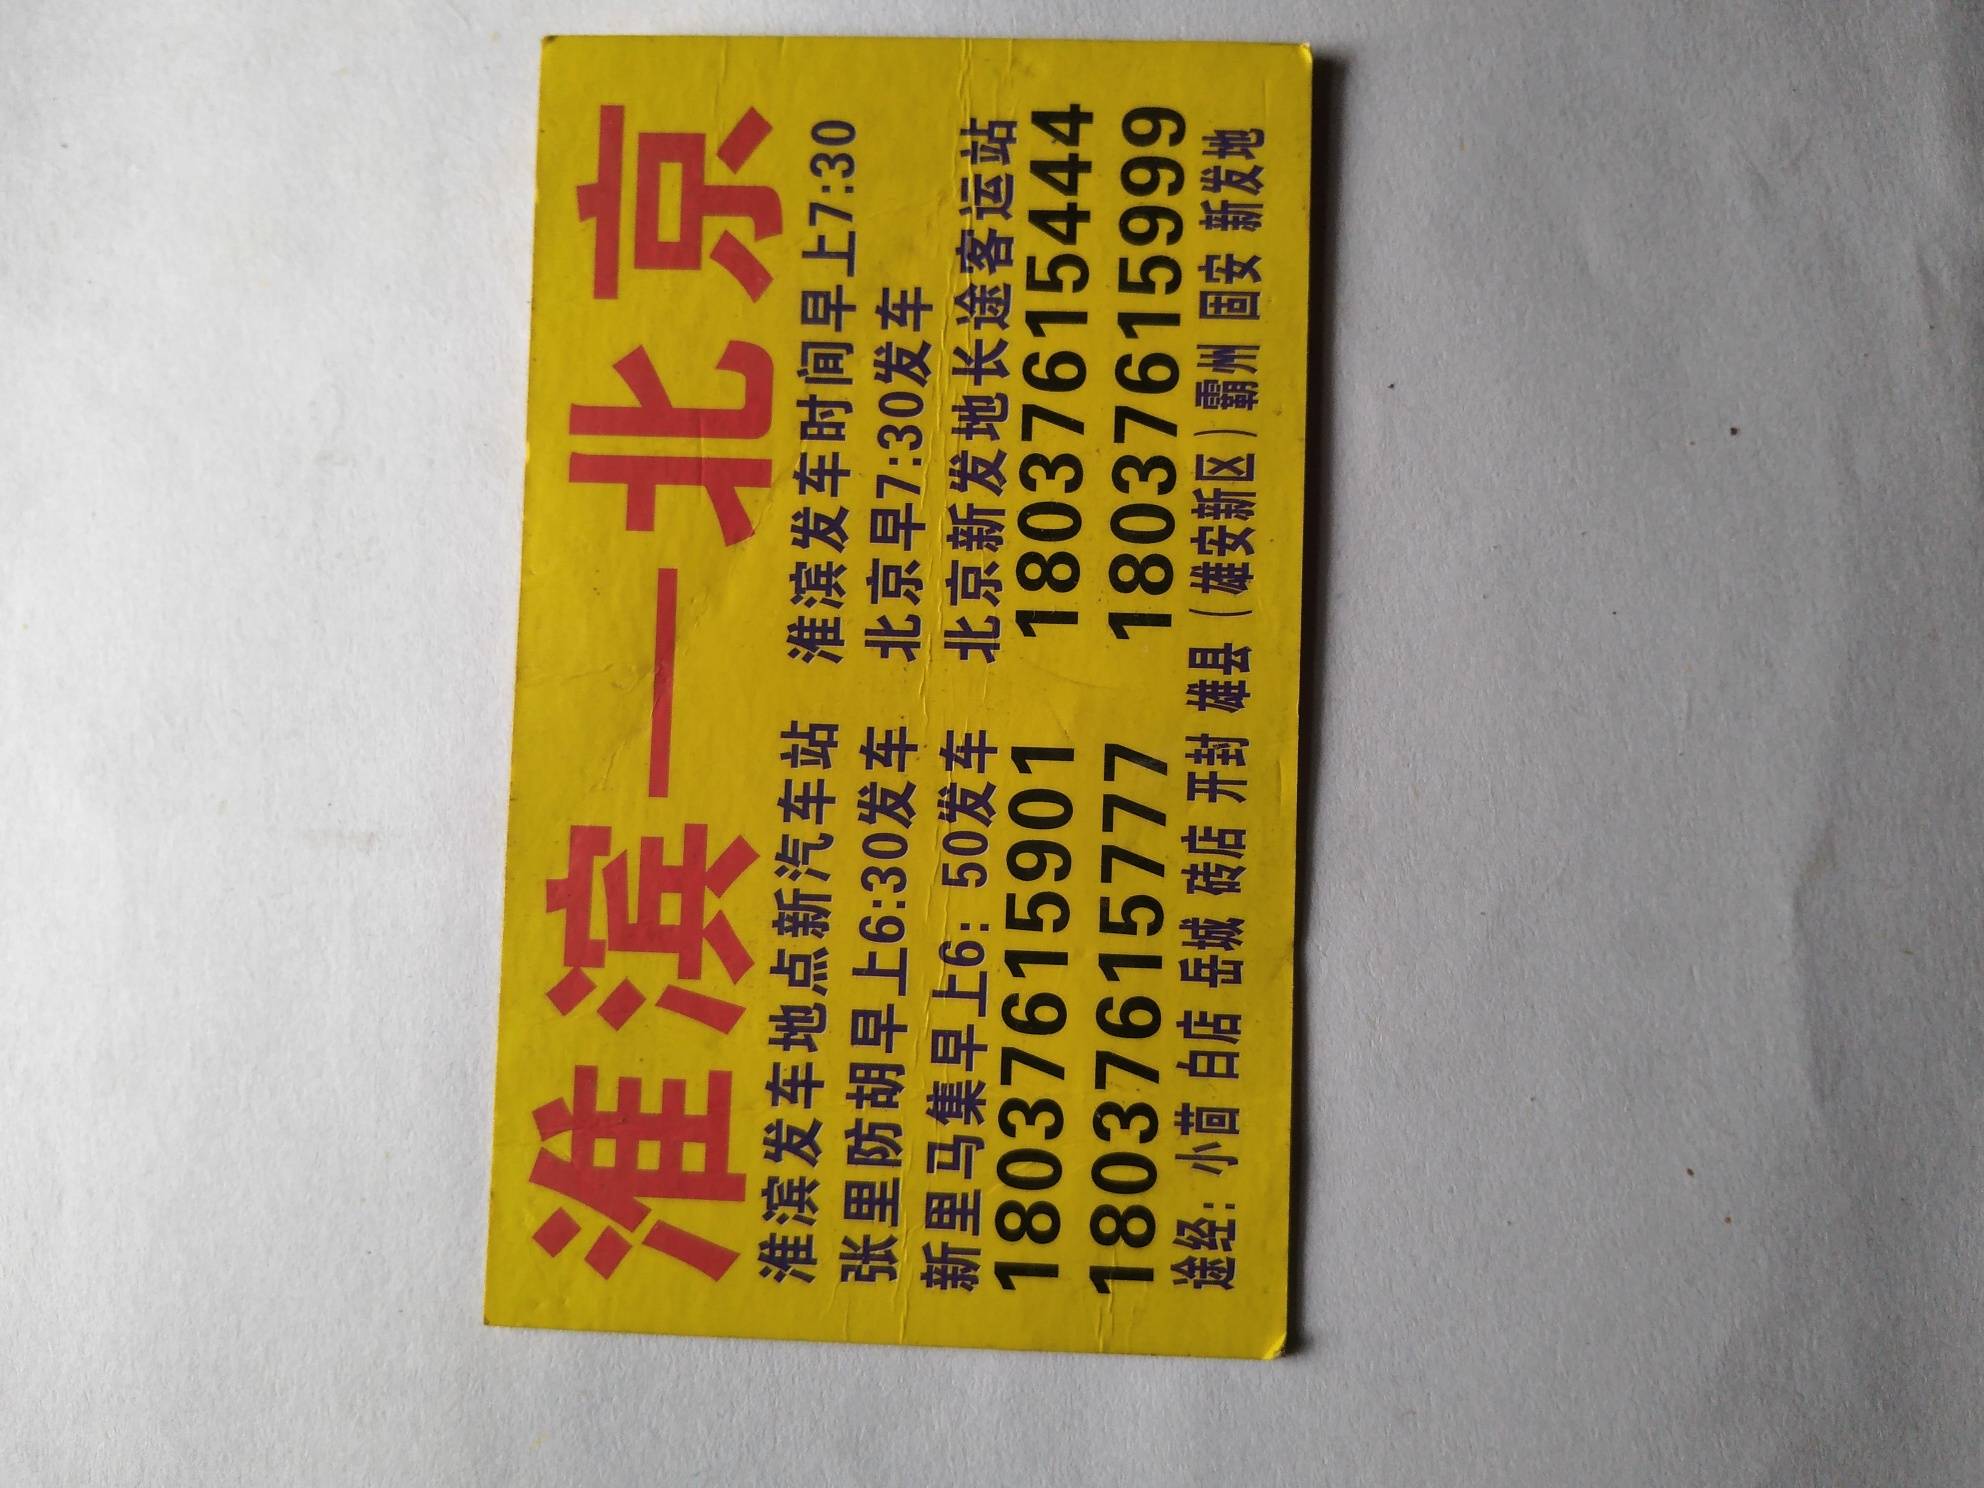 淮滨—北京
淮滨发车地点新汽车站 淮滨发车时间早上7:30
张里防胡早上6:30发车 北京早7:30发车
新里马集早上6:50发车 北京新发地长途客运站
18037615901 18037615444
18037615777 18037615999
途经:小茴 白店 岳城 砖店 开封 雄县(雄安新区)霸州 固安 新发地